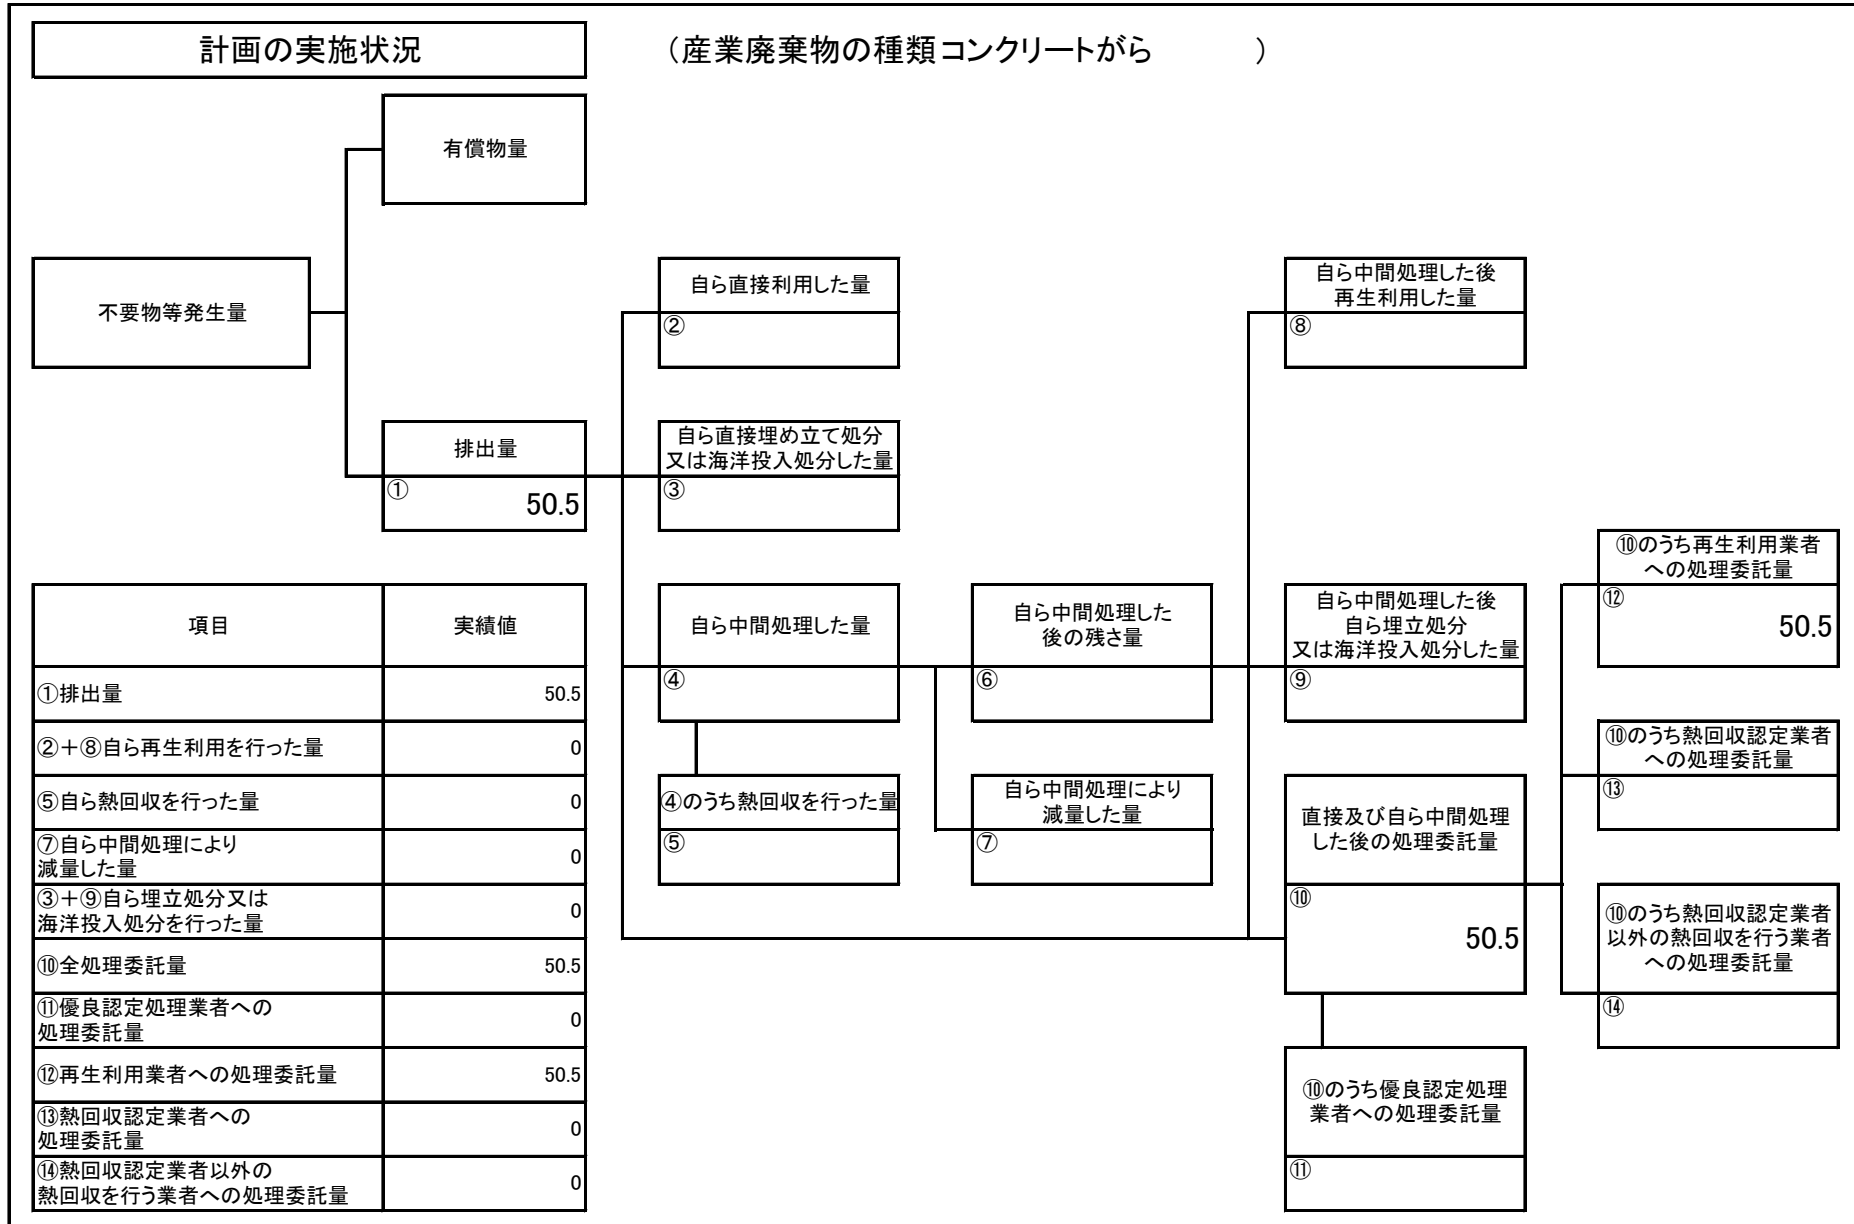 計画の実施状況
（産業廃棄物の種類コンクリートがら　　　）
有償物量
不要物等発生量
自ら直接利用した量
②
自ら中間処理した後
再生利用した量
⑧
排出量
①
50.5
自ら直接埋め立て処分
又は海洋投入処分した量
③
⑩のうち再生利用業者
への処理委託量
⑫
50.5
自ら中間処理した量
④
自ら中間処理した
後の残さ量
⑥
自ら中間処理した後
自ら埋立処分
又は海洋投入処分した量
⑨
⑩のうち熱回収認定業者
への処理委託量
⑬
④のうち熱回収を行った量
⑤
自ら中間処理により
減量した量
⑦
直接及び自ら中間処理
した後の処理委託量
⑩
50.5
⑩のうち熱回収認定業者
以外の熱回収を行う業者
への処理委託量
⑭
⑩のうち優良認定処理
業者への処理委託量
⑪
項目 実績値
①排出量 50.5
②＋⑧自ら再生利用を行った量 0
⑤自ら熱回収を行った量 0
⑦自ら中間処理により
減量した量 0
③＋⑨自ら埋立処分又は
海洋投入処分を行った量 0
⑩全処理委託量 50.5
⑪優良認定処理業者への
処理委託量 0
⑫再生利用業者への処理委託量 50.5
⑬熱回収認定業者への
処理委託量 0
⑭熱回収認定業者以外の
熱回収を行う業者への処理委託量 0